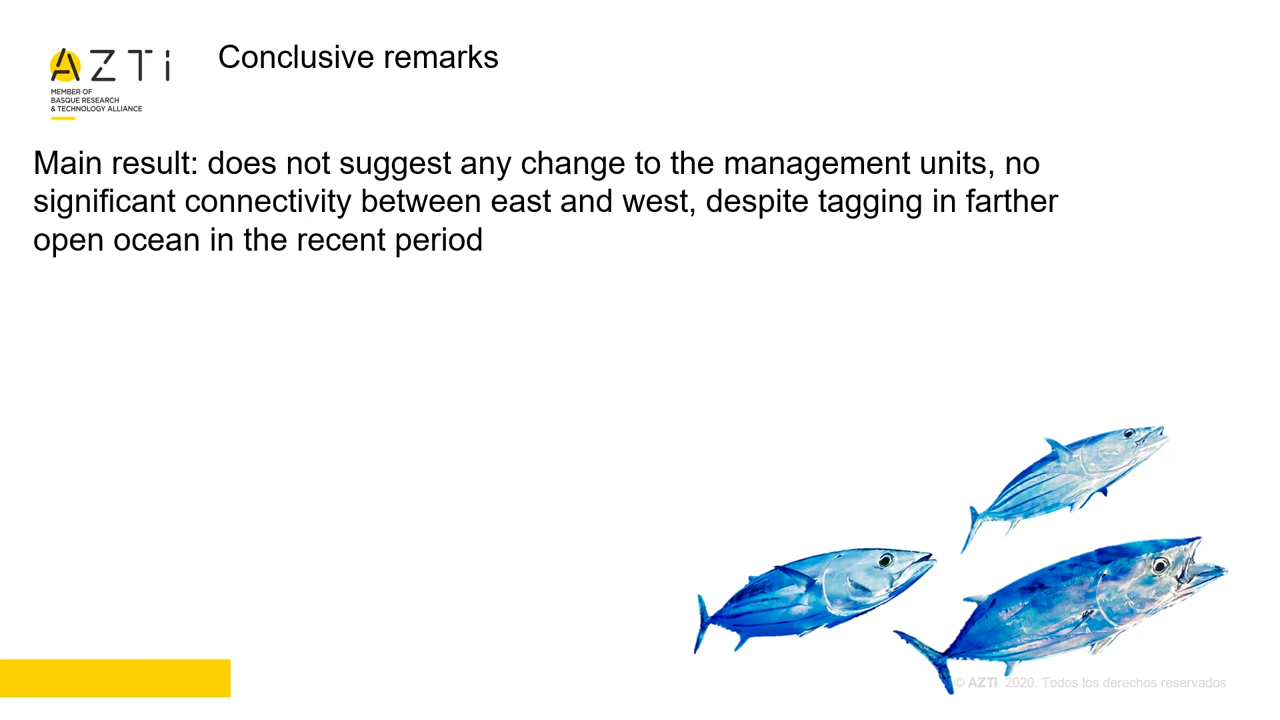 AZTi
MEMBER OF
BASQUE RESEARCH
& TECHNOLOGY ALLIANCE
Conclusive remarks
Main result: does not suggest any change to the management units, no
significant connectivity between east and west, despite tagging in farther
open ocean in the recent period
© AZTI 2020. Todos los derechos reservados